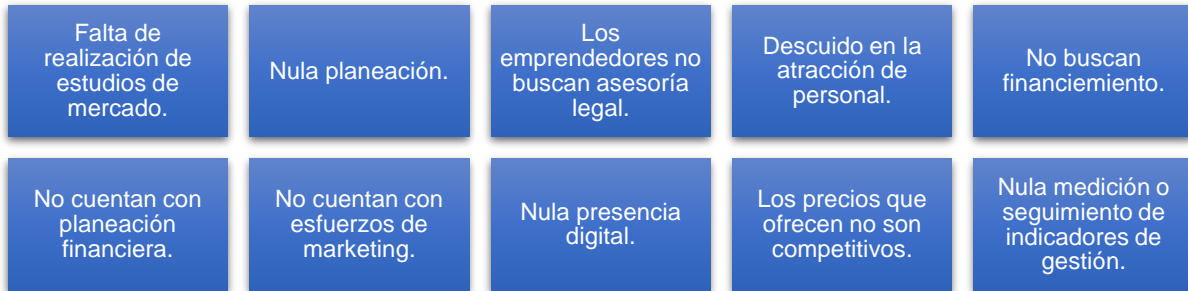 Falta de
realización de
estudios de
mercado.
Nula planeación.
Los
emprendedores no
buscan asesoría
legal.
Descuido en la
atracción de
personal.
No buscan
financiemiento.
No cuentan con
planeación
financiera.
No cuentan con
esfuerzos de
marketing.
Nula presencia
digital.
Los precios que
ofrecen no son
competitivos.
Nula medición o
seguimiento de
indicadores de
gestión.